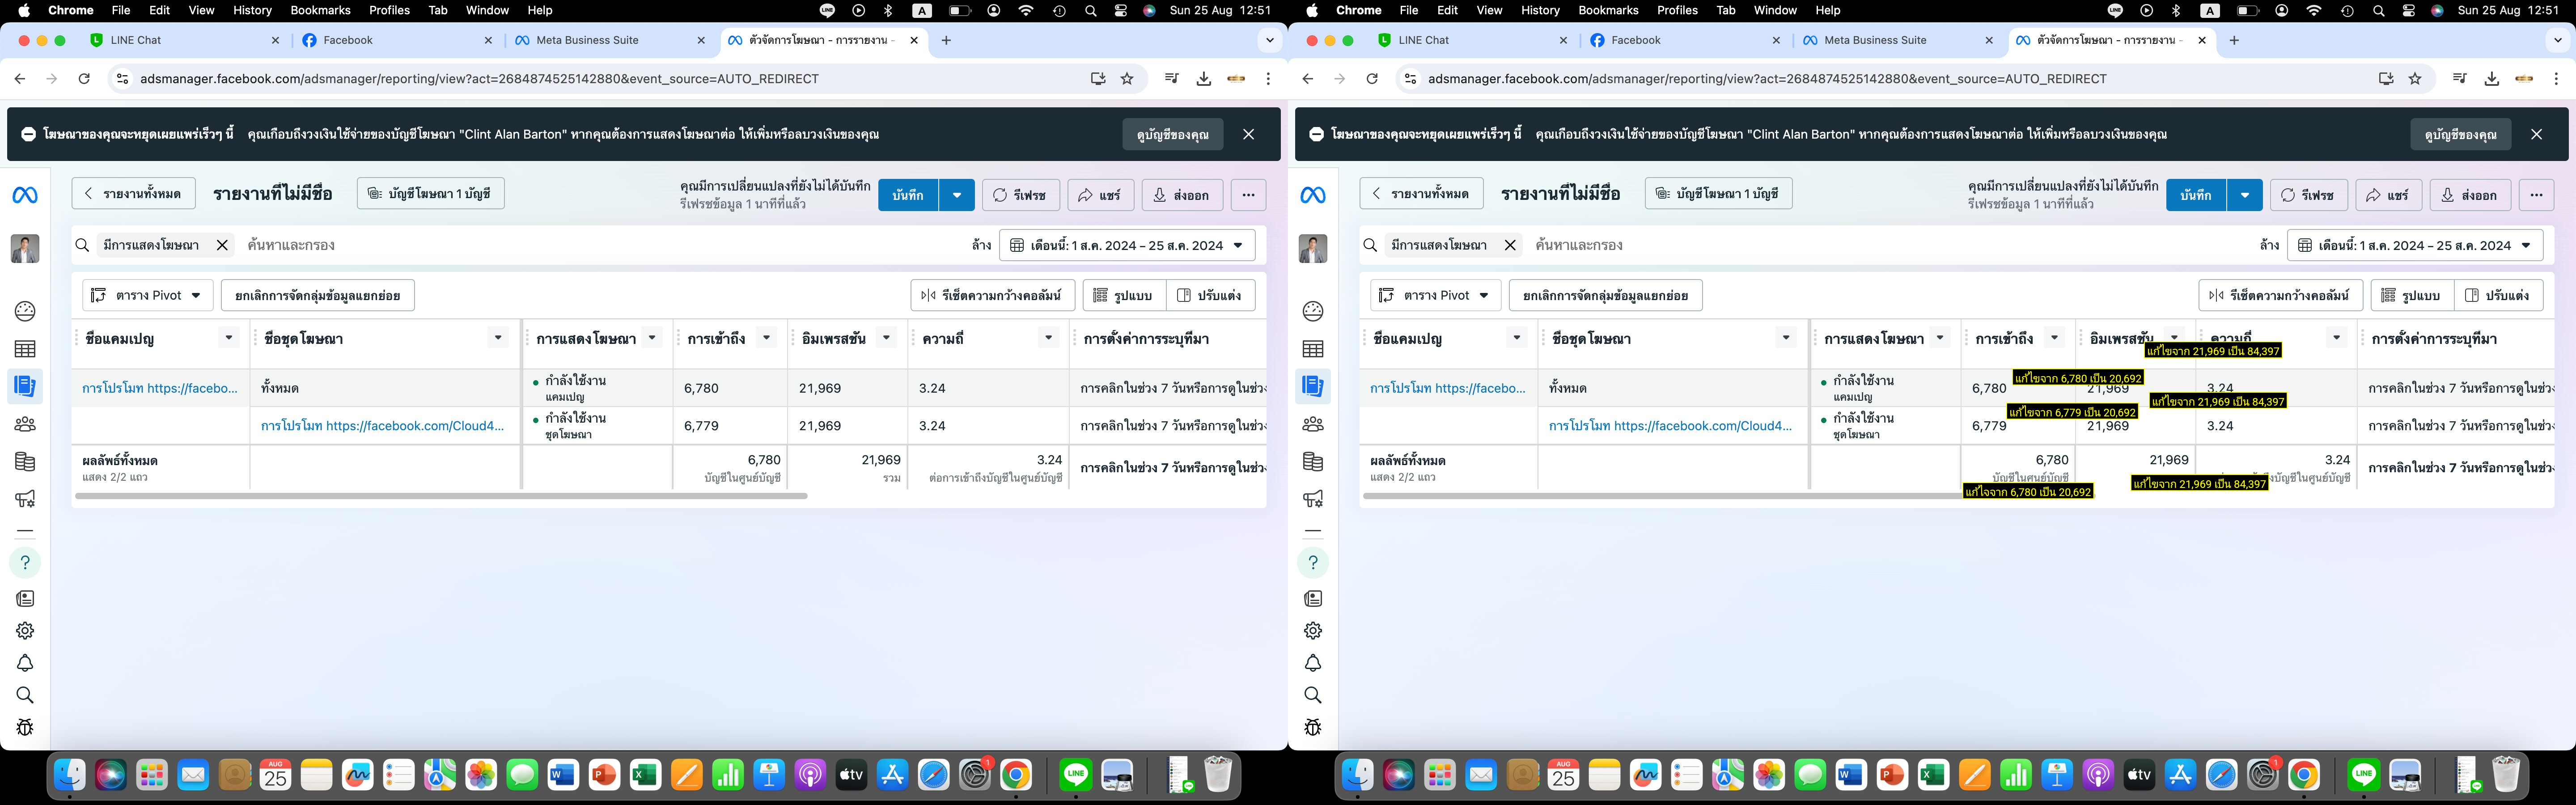 Chrome File Edit View History Bookmarks Profiles Tab Window Help A Sun 25 Aug 12:51
LINE Chat Facebook Meta Business Suite ตัวจัดการโฆษณา - การรายงาน -
adsmanager.facebook.com/adsmanager/reporting/view?act=2684874525142880&event_source=AUTO_REDIRECT
โฆษณาของคุณจะหยุดเผยแพร่เร็วๆ นี้ คุณเกือบถึงวงเงินใช้จ่ายของบัญชีโฆษณา "Clint Alan Barton" หากคุณต้องการแสดงโฆษณาต่อ ให้เพิ่มหรือลบวงเงินของคุณ ดูบัญชีของคุณ
รายงานทั้งหมด รายงานที่ไม่มีชื่อ บัญชีโฆษณา 1 บัญชี คุณมีการเปลี่ยนแปลงที่ยังไม่ได้บันทึก บันทึก รีเฟรช แชร์ ส่งออก
รีเฟรชข้อมูล 1 นาทีที่แล้ว
มีการแสดงโฆษณา ค้นหาและกรอง ล้าง เดือนนี้: 1 ส.ค. 2024 – 25 ส.ค. 2024
ตาราง Pivot ยกเลิกการจัดกลุ่มข้อมูลแยกย่อย รีเซ็ตความกว้างคอลัมน์ รูปแบบ ปรับแต่ง
ชื่อแคมเปญ ชื่อชุดโฆษณา การแสดงโฆษณา การเข้าถึง อิมเพรสชัน ความถี่ การตั้งค่าการระบุที่มา
การโปรโมท https://facebo... ทั้งหมด กำลังใช้งาน 6,780 21,969 3.24 การคลิกในช่วง 7 วันหรือการดูในช่วง
แคมเปญ
การโปรโมท https://facebook.com/Cloud4... กำลังใช้งาน 6,779 21,969 3.24 การคลิกในช่วง 7 วันหรือการดูในช่วง
ชุดโฆษณา
ผลลัพธ์ทั้งหมด 6,780 21,969 3.24 การคลิกในช่วง 7 วันหรือการดูในช่วง
แสดง 2/2 แถว บัญชีในศูนย์บัญชี รวม ต่อการเข้าถึงบัญชีในศูนย์บัญชี
AUG
25
tv
LINE
1
Chrome File Edit View History Bookmarks Profiles Tab Window Help A Sun 25 Aug 12:51
LINE Chat Facebook Meta Business Suite ตัวจัดการโฆษณา - การรายงาน -
adsmanager.facebook.com/adsmanager/reporting/view?act=2684874525142880&event_source=AUTO_REDIRECT
โฆษณาของคุณจะหยุดเผยแพร่เร็วๆ นี้ คุณเกือบถึงวงเงินใช้จ่ายของบัญชีโฆษณา "Clint Alan Barton" หากคุณต้องการแสดงโฆษณาต่อ ให้เพิ่มหรือลบวงเงินของคุณ ดูบัญชีของคุณ
รายงานทั้งหมด รายงานที่ไม่มีชื่อ บัญชีโฆษณา 1 บัญชี คุณมีการเปลี่ยนแปลงที่ยังไม่ได้บันทึก บันทึก รีเฟรช แชร์ ส่งออก
รีเฟรชข้อมูล 1 นาทีที่แล้ว
มีการแสดงโฆษณา ค้นหาและกรอง ล้าง เดือนนี้: 1 ส.ค. 2024 – 25 ส.ค. 2024
ตาราง Pivot ยกเลิกการจัดกลุ่มข้อมูลแยกย่อย รีเซ็ตความกว้างคอลัมน์ รูปแบบ ปรับแต่ง
ชื่อแคมเปญ ชื่อชุดโฆษณา การแสดงโฆษณา การเข้าถึง อิมเพรสชัน ความถี่ การตั้งค่าการระบุที่มา
แก้ไขจาก 21,969 เป็น 84,397
แก้ไขจาก 6,780 เป็น 20,692
การโปรโมท https://facebo... ทั้งหมด กำลังใช้งาน 6,780 21,969 3.24 การคลิกในช่วง 7 วันหรือการดูในช่วง
แคมเปญ
แก้ไขจาก 21,969 เป็น 84,397
แก้ไขจาก 6,779 เป็น 20,692
การโปรโมท https://facebook.com/Cloud4... กำลังใช้งาน 6,779 21,969 3.24 การคลิกในช่วง 7 วันหรือการดูในช่วง
ชุดโฆษณา
ผลลัพธ์ทั้งหมด 6,780 21,969 3.24 การคลิกในช่วง 7 วันหรือการดูในช่วง
แสดง 2/2 แถว บัญชีในศูนย์บัญชี บัญชีในศูนย์บัญชี
แก้ไขจาก 21,969 เป็น 84,397
แก้ไจจาก 6,780 เป็น 20,692
AUG
25
tv
LINE
1